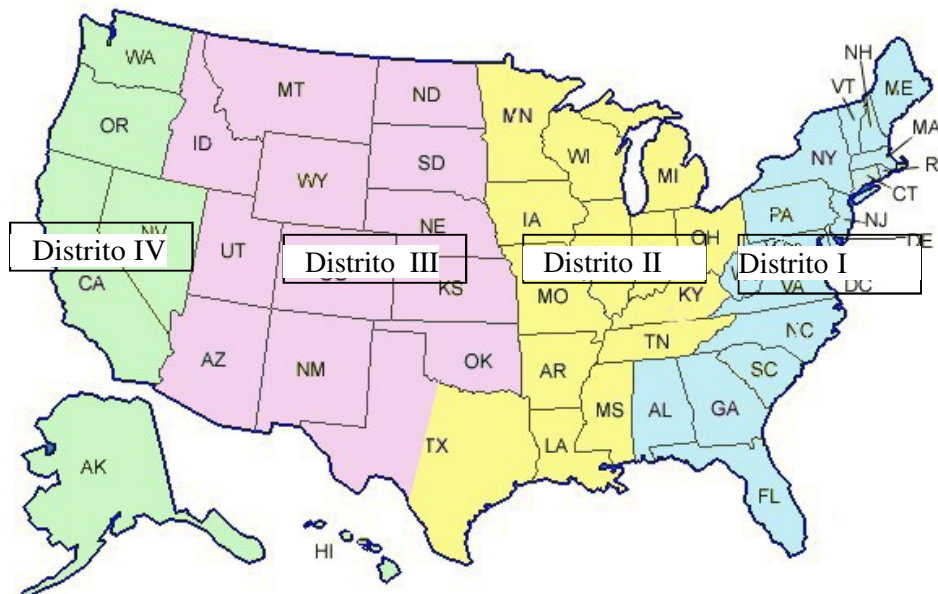 WA
MT
ND
MN
NH
VT
ME
OR
ID
SD
WI
MI
NY
MA
R
WY
CT
IA
PA
NJ
NV
UT
NE
OH
DE
Distrito IV
Distrito III
Distrito II
Distrito I
CA
KS
MO
KY
VA
DC
AZ
NM
OK
TN
NC
AR
SC
TX
MS
AL
GA
LA
AK
FL
HI